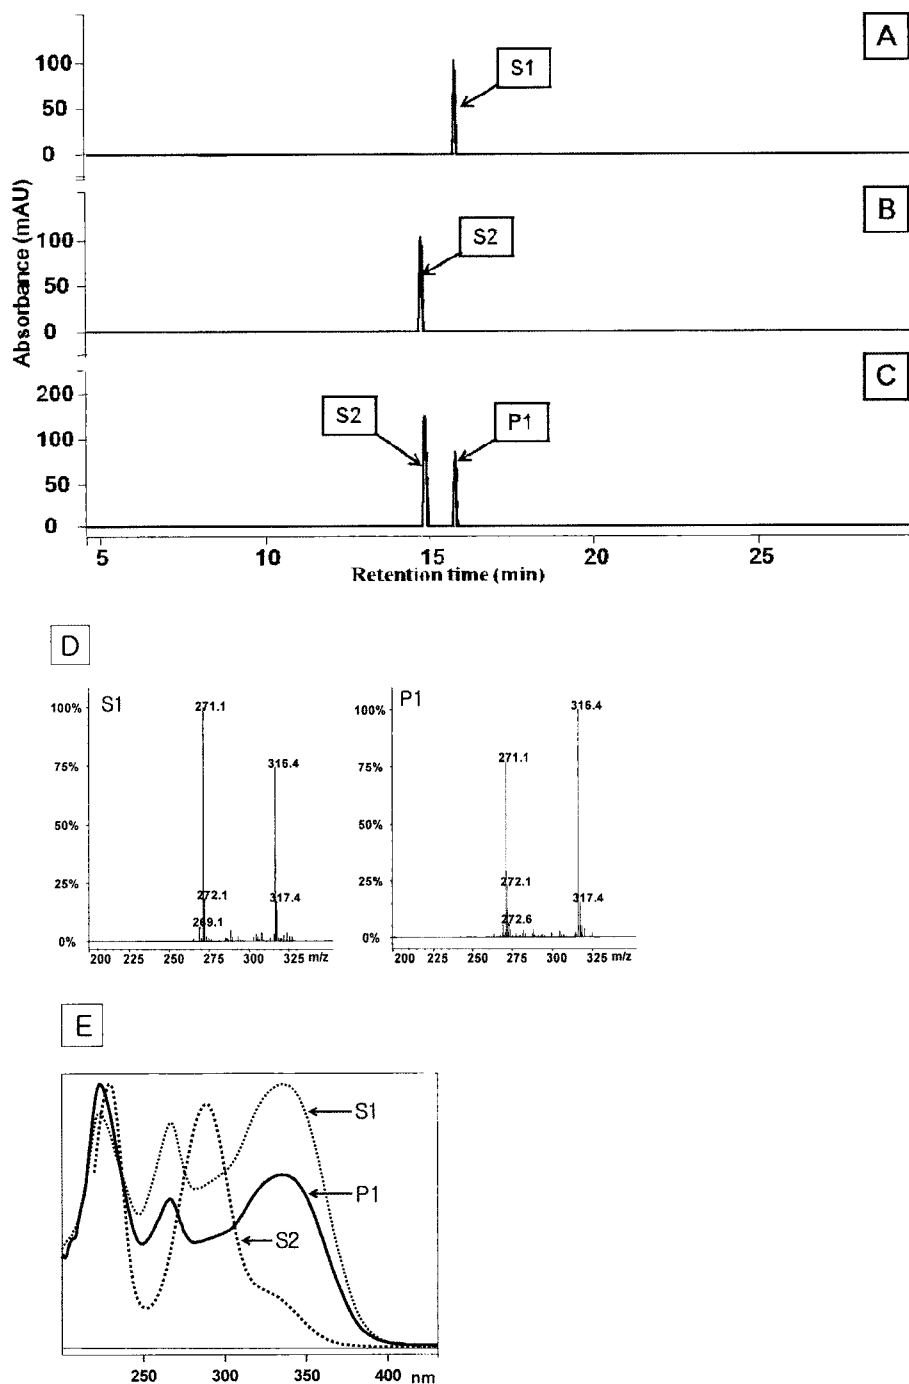 A
S1
100
50
0
B
S2
100
50
0
Absorbance (mAU)
C
200
S2
P1
100
50
0
5 10 15 20 25
Retention time (min)
D
S1
100%
271.1
75%
316.4
50%
25%
272.1
317.4
269.1
0%
200 225 250 275 300 325 m/z
P1
100%
316.4
271.1
75%
50%
25%
272.1
317.4
272.6
0%
200 225 250 275 300 325 m/z
E
S1
P1
S2
250 300 350 400 nm